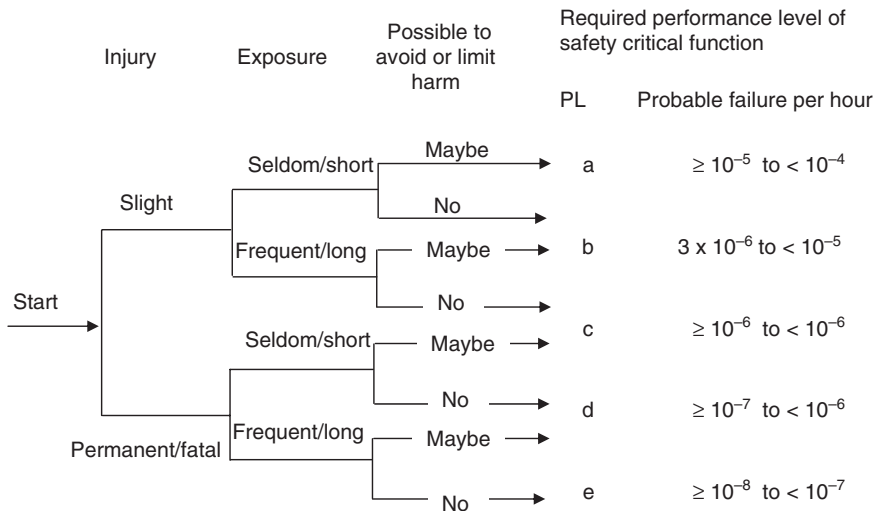 Injury
Exposure
Possible to
avoid or limit
harm
Required performance level of
safety critical function
PL
Probable failure per hour
Seldom/short
Maybe
a
≥ 10⁻⁵ to < 10⁻⁴
Slight
No
Frequent/long
Maybe
b
3 x 10⁻⁶ to < 10⁻⁵
Start
No
Seldom/short
Maybe
c
≥ 10⁻⁶ to < 10⁻⁶
No
d
≥ 10⁻⁷ to < 10⁻⁶
Permanent/fatal
Frequent/long
Maybe
No
e
≥ 10⁻⁸ to < 10⁻⁷